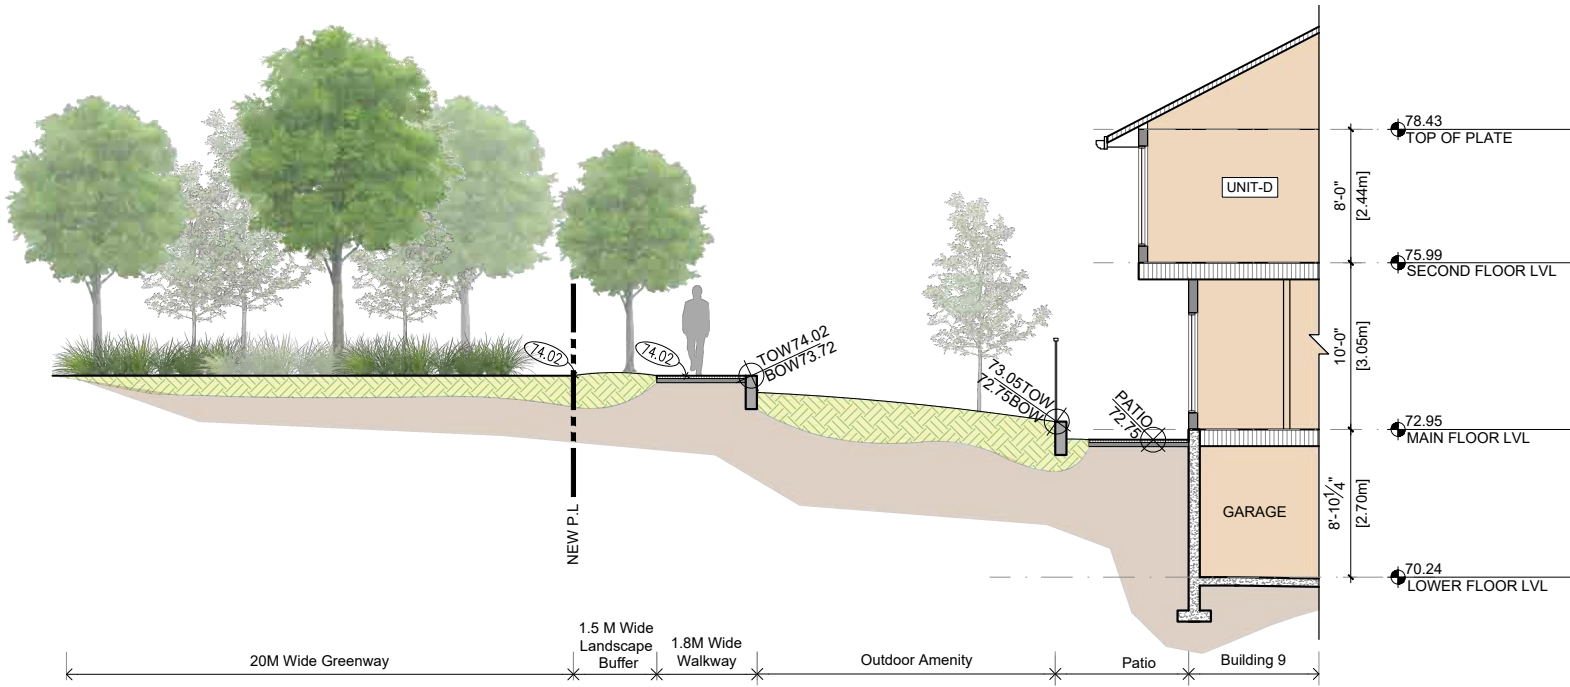 78.43
TOP OF PLATE
UNIT-D
8'-0"
[2.44m]
75.99
SECOND FLOOR LVL
74.02
74.02
TOW74.02
BOW73.72
10'-0"
[3.05m]
73.05TOW
72.75BOW
PATIO
72.75
72.95
MAIN FLOOR LVL
NEW P.L
GARAGE
8'-10¼"
[2.70m]
70.24
LOWER FLOOR LVL
20M Wide Greenway
1.5 M Wide
Landscape
Buffer
1.8M Wide
Walkway
Outdoor Amenity
Patio
Building 9